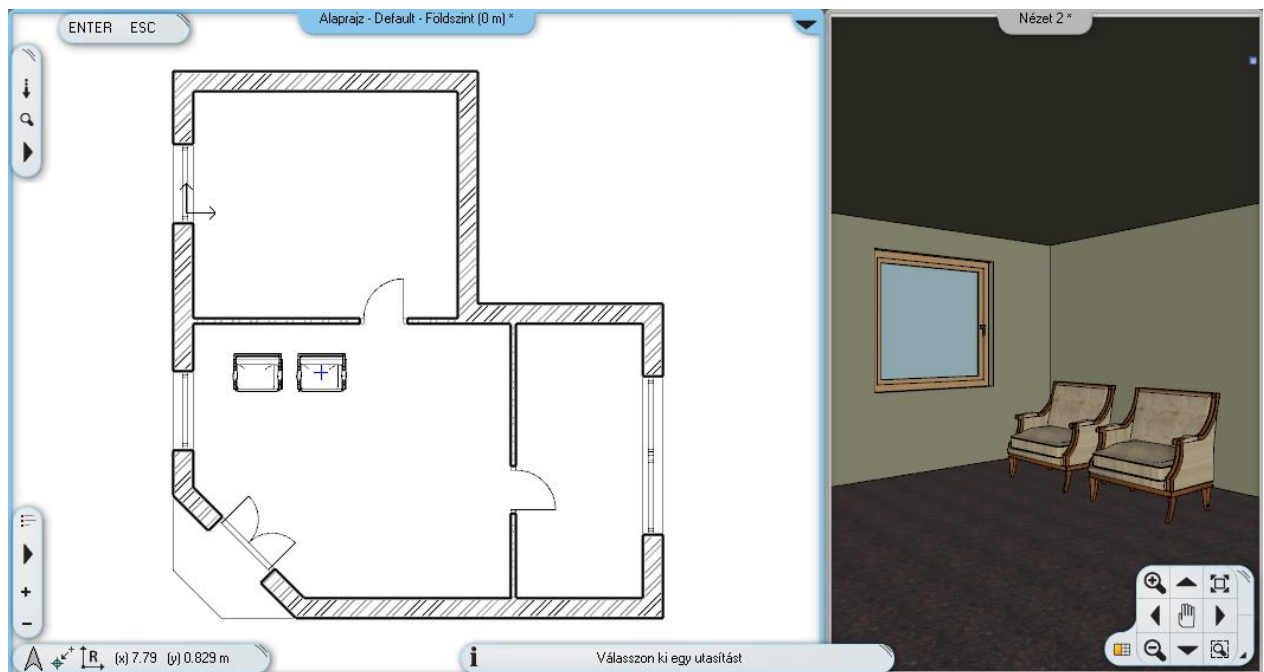 ENTER ESC
Alaprajz - Default - Földszint (0 m) *
Nézet 2 *
R (x) 7.79 (y) 0.829 m
i Válasszon ki egy utasítást